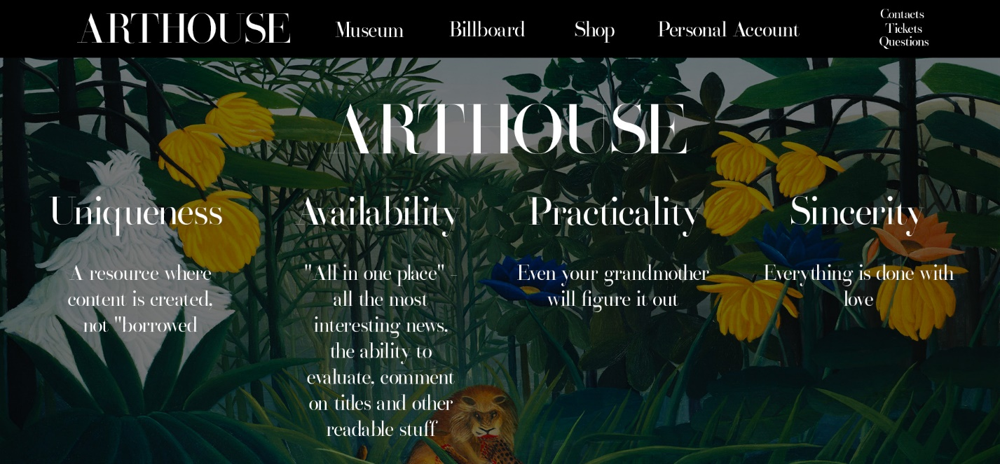 ARTHOUSE
Museum
Billboard
Shop
Personal Account
Contacts
Tickets
Questions
ARTHOUSE
Uniqueness
A resource where
content is created,
not "borrowed
Availability
"All in one place" -
all the most
interesting news,
the ability to
evaluate, comment
on titles and other
readable stuff
Practicality
Even your grandmother
will figure it out
Sincerity
Everything is done with
love